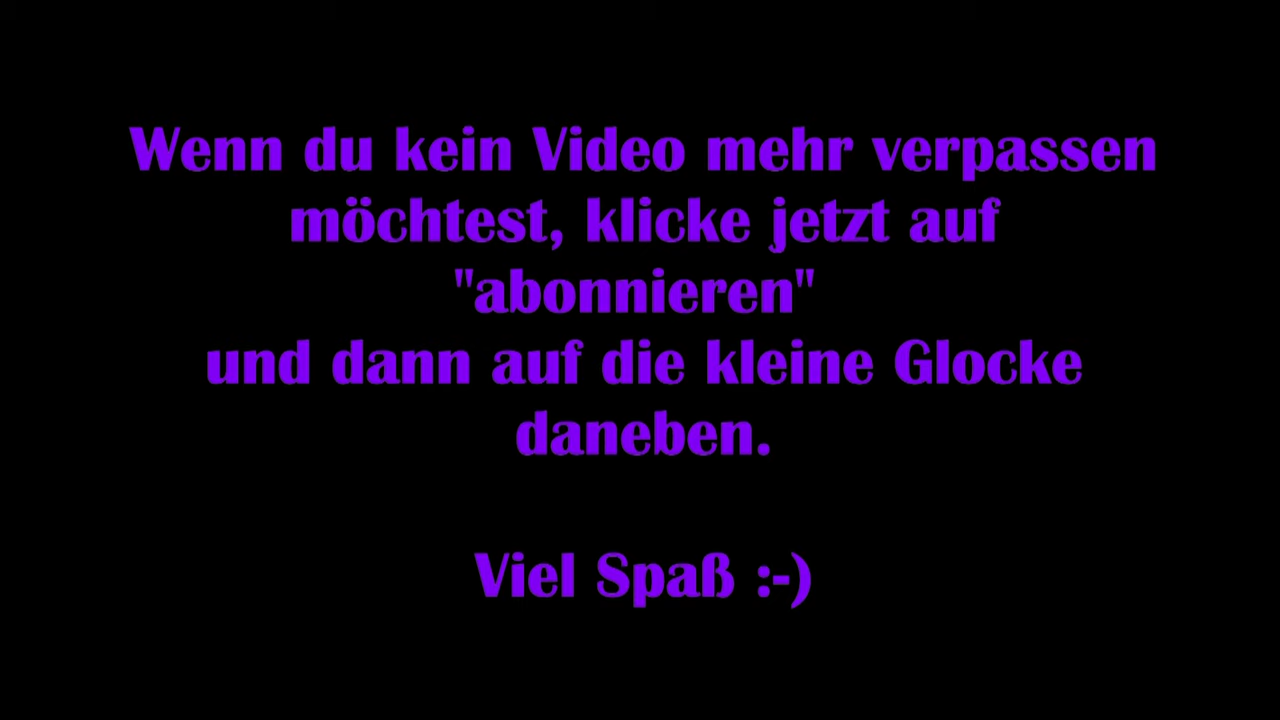 Wenn du kein Video mehr verpassen
möchtest, klicke jetzt auf
"abonnieren"
und dann auf die kleine Glocke
daneben.
Viel Spaß :-)